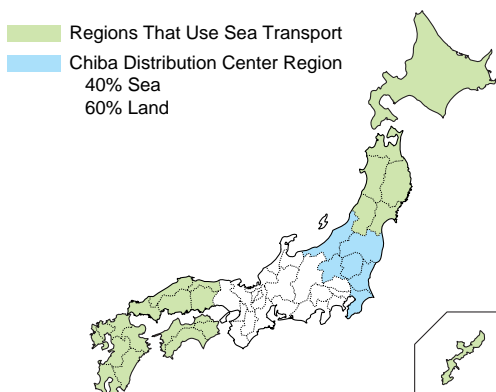 Regions That Use Sea Transport
Chiba Distribution Center Region
40% Sea
60% Land